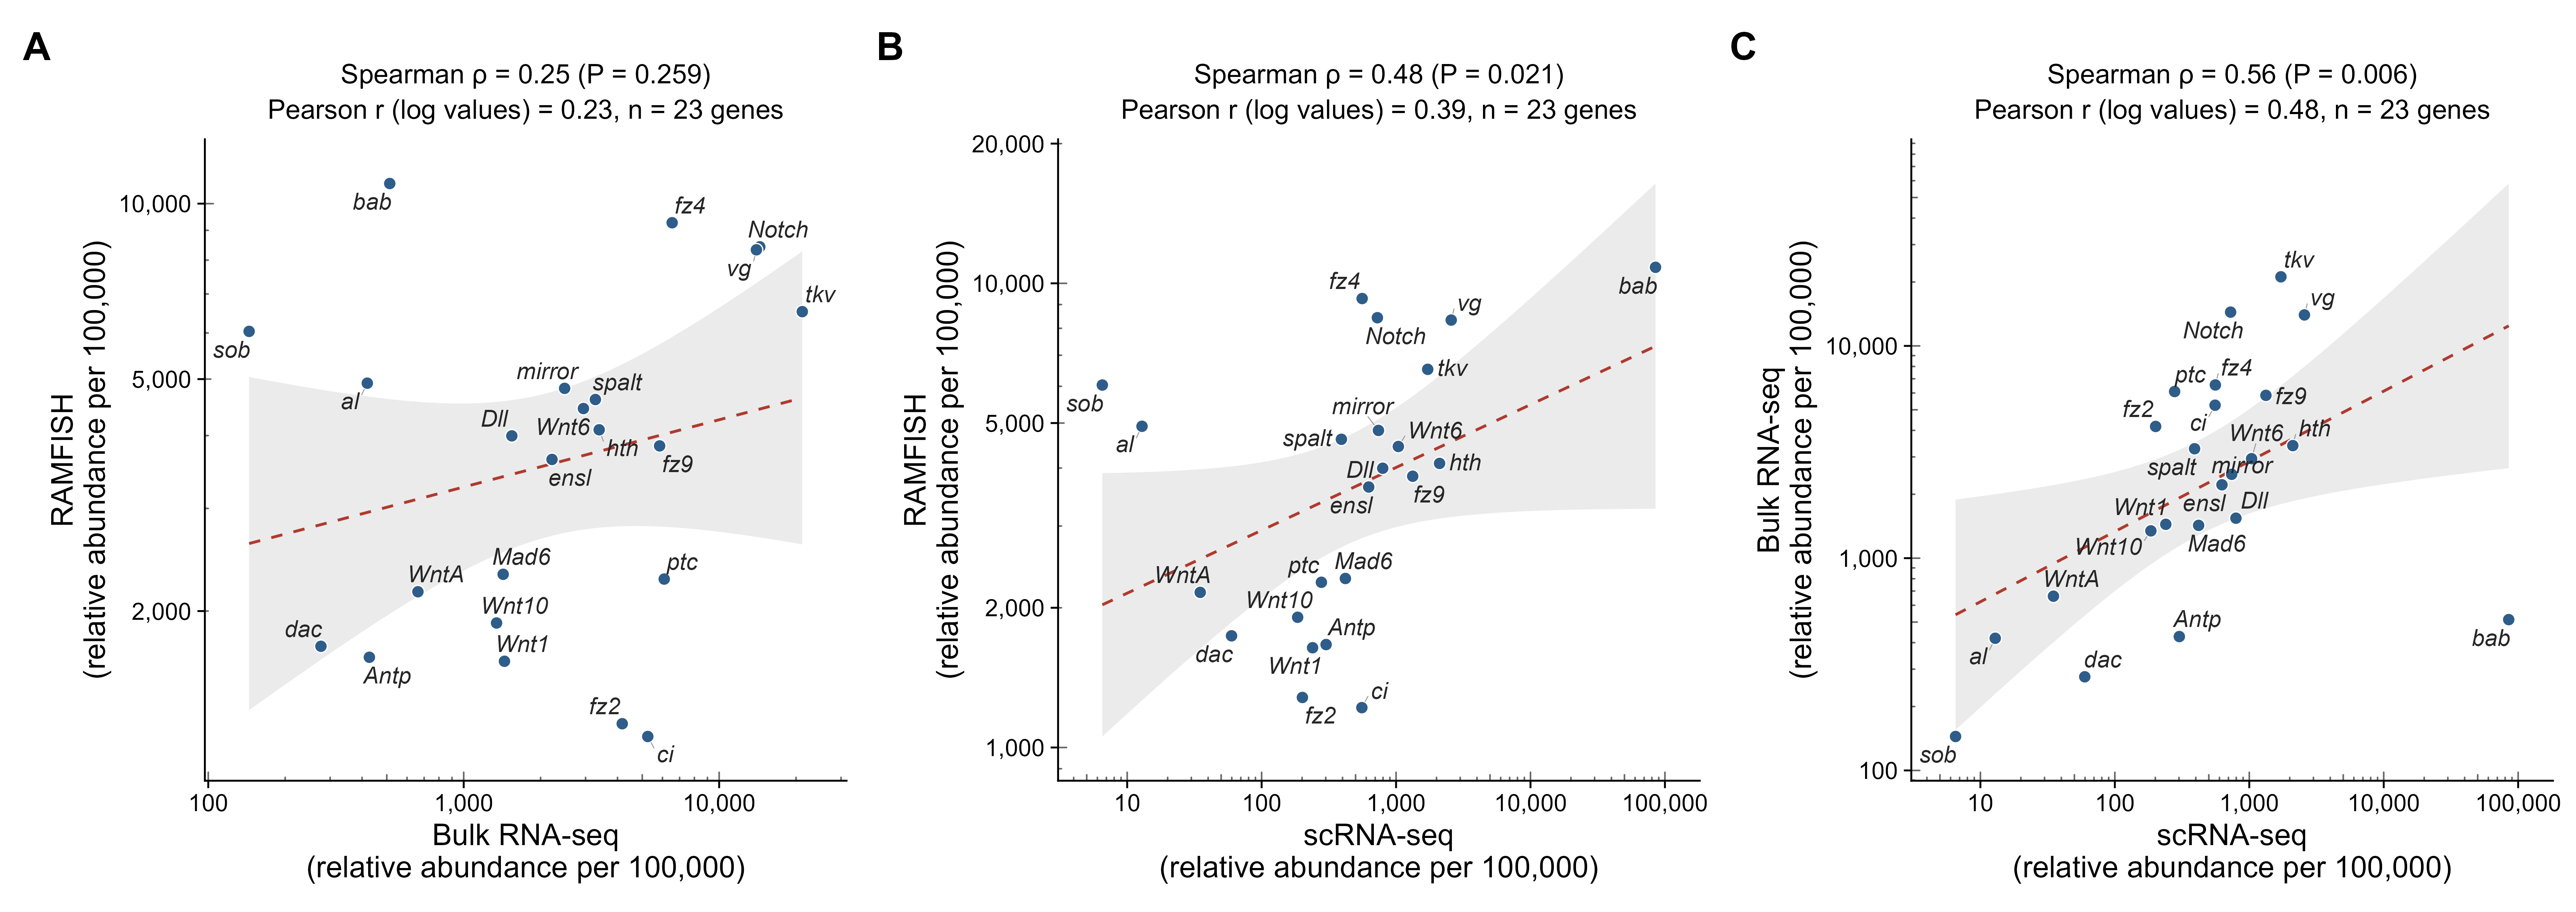 A
Spearman ρ = 0.25 (P = 0.259)
Pearson r (log values) = 0.23, n = 23 genes
RAMFISH
(relative abundance per 100,000)
10,000
5,000
2,000
bab
fz4
Notch
vg
tkv
sob
al
mirror
spalt
Dll
Wnt6
hth
fz9
ensl
Mad6
ptc
WntA
Wnt10
dac
Wnt1
Antp
fz2
ci
100
1,000
10,000
Bulk RNA-seq
(relative abundance per 100,000)
B
Spearman ρ = 0.48 (P = 0.021)
Pearson r (log values) = 0.39, n = 23 genes
RAMFISH
(relative abundance per 100,000)
20,000
10,000
5,000
2,000
1,000
fz4
bab
vg
Notch
tkv
sob
mirror
al
spalt
Wnt6
Dll
hth
ensl
fz9
WntA
ptc
Mad6
Wnt10
Antp
dac
Wnt1
ci
fz2
10
100
1,000
10,000
100,000
scRNA-seq
(relative abundance per 100,000)
C
Spearman ρ = 0.56 (P = 0.006)
Pearson r (log values) = 0.48, n = 23 genes
Bulk RNA-seq
(relative abundance per 100,000)
10,000
1,000
100
tkv
vg
Notch
ptc
fz4
fz9
fz2
ci
Wnt6
hth
spalt
mirror
Wnt1
ensl
Dll
Wnt10
Mad6
WntA
Antp
al
dac
bab
sob
10
100
1,000
10,000
100,000
scRNA-seq
(relative abundance per 100,000)